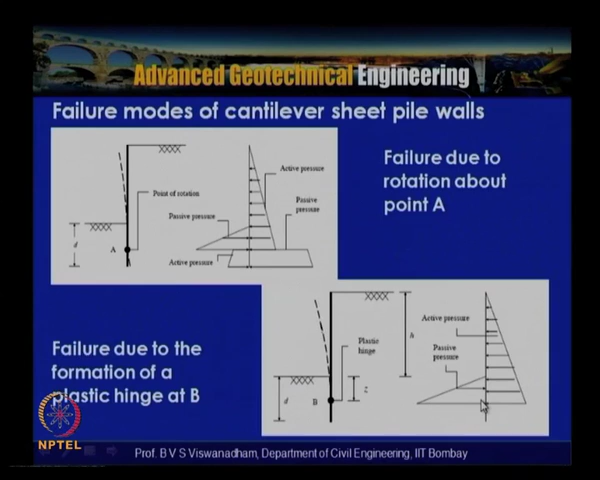 Advanced Geotechnical Engineering
Failure modes of cantilever sheet pile walls
Point of rotation
d
A
Active pressure
Passive pressure
Passive pressure
Active pressure
Failure due to
rotation about
point A
Failure due to the
formation of a
plastic hinge at B
Plastic
hinge
h
d
B
z
Active pressure
Passive
pressure
NPTEL
Prof. B V S Viswanadham, Department of Civil Engineering, IIT Bombay